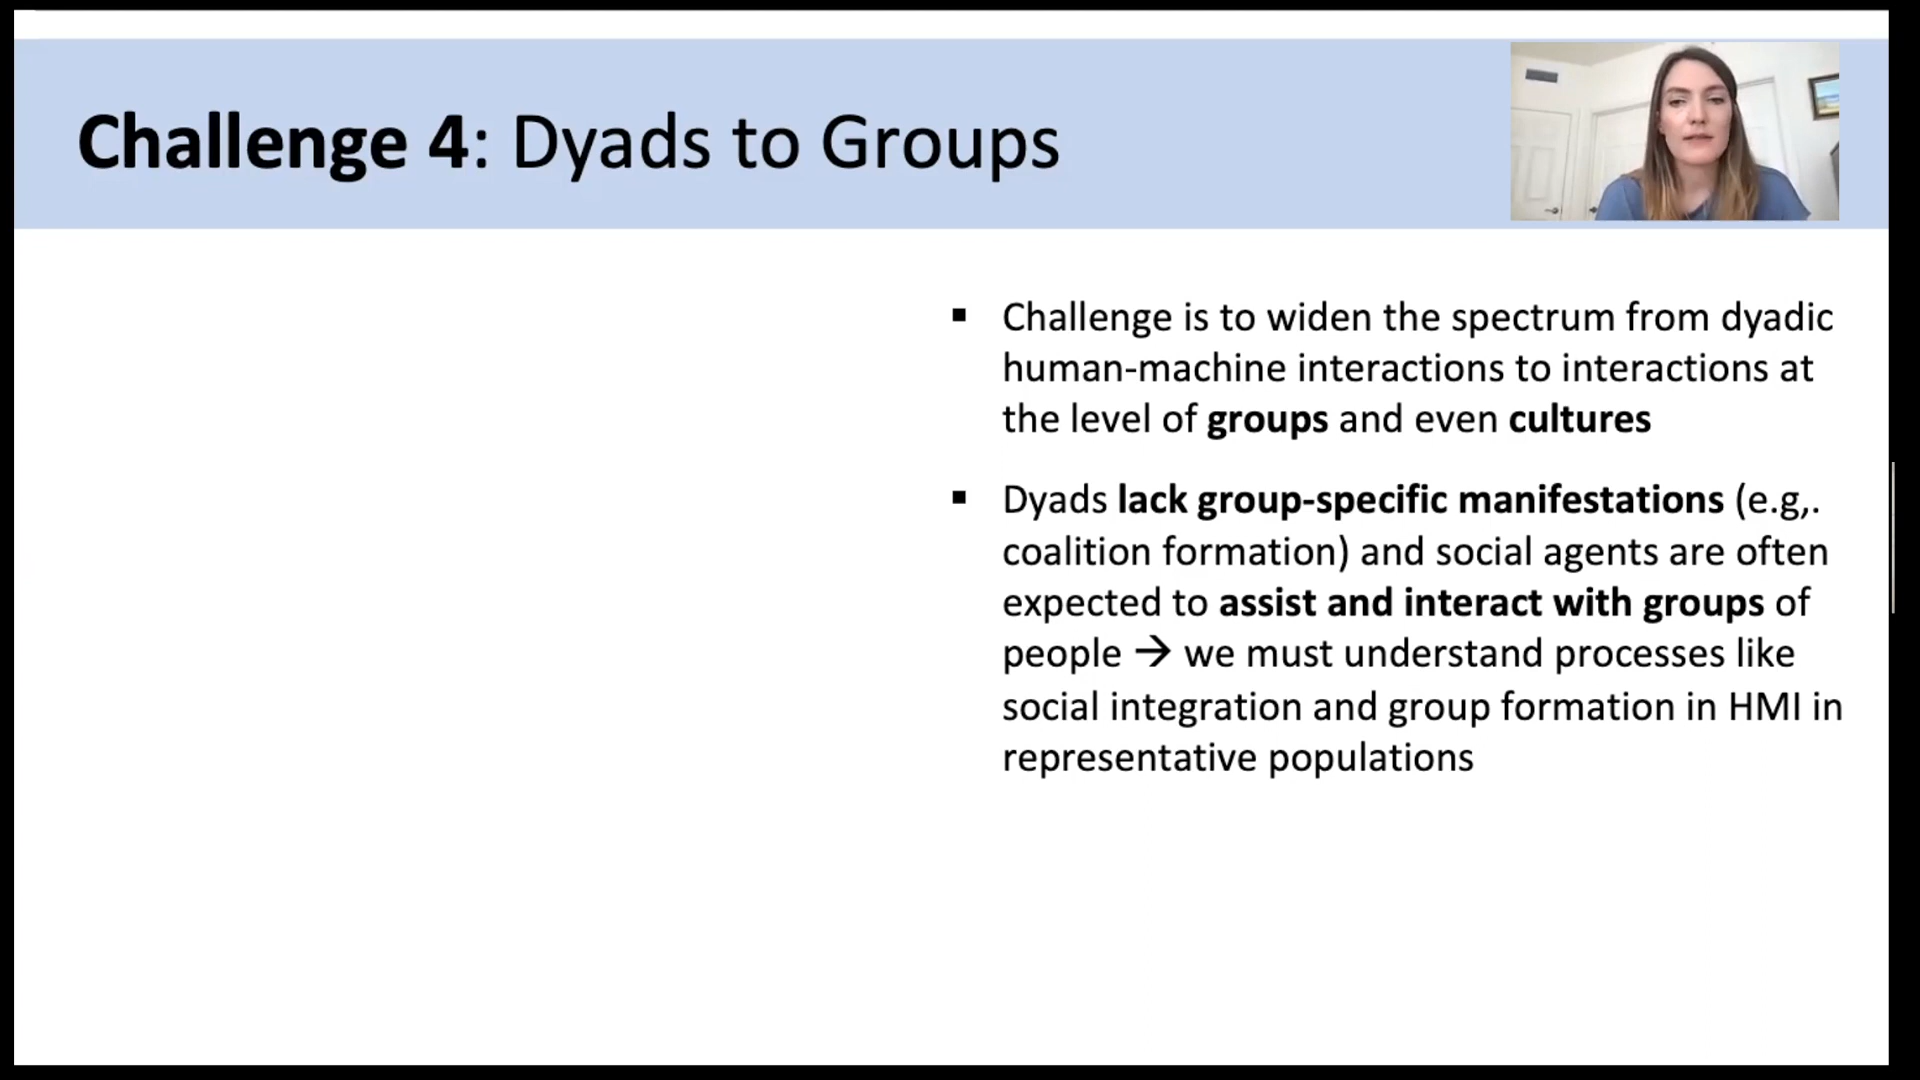 Challenge 4: Dyads to Groups
▪ Challenge is to widen the spectrum from dyadic
human-machine interactions to interactions at
the level of groups and even cultures
▪ Dyads lack group-specific manifestations (e.g,.
coalition formation) and social agents are often
expected to assist and interact with groups of
people → we must understand processes like
social integration and group formation in HMI in
representative populations